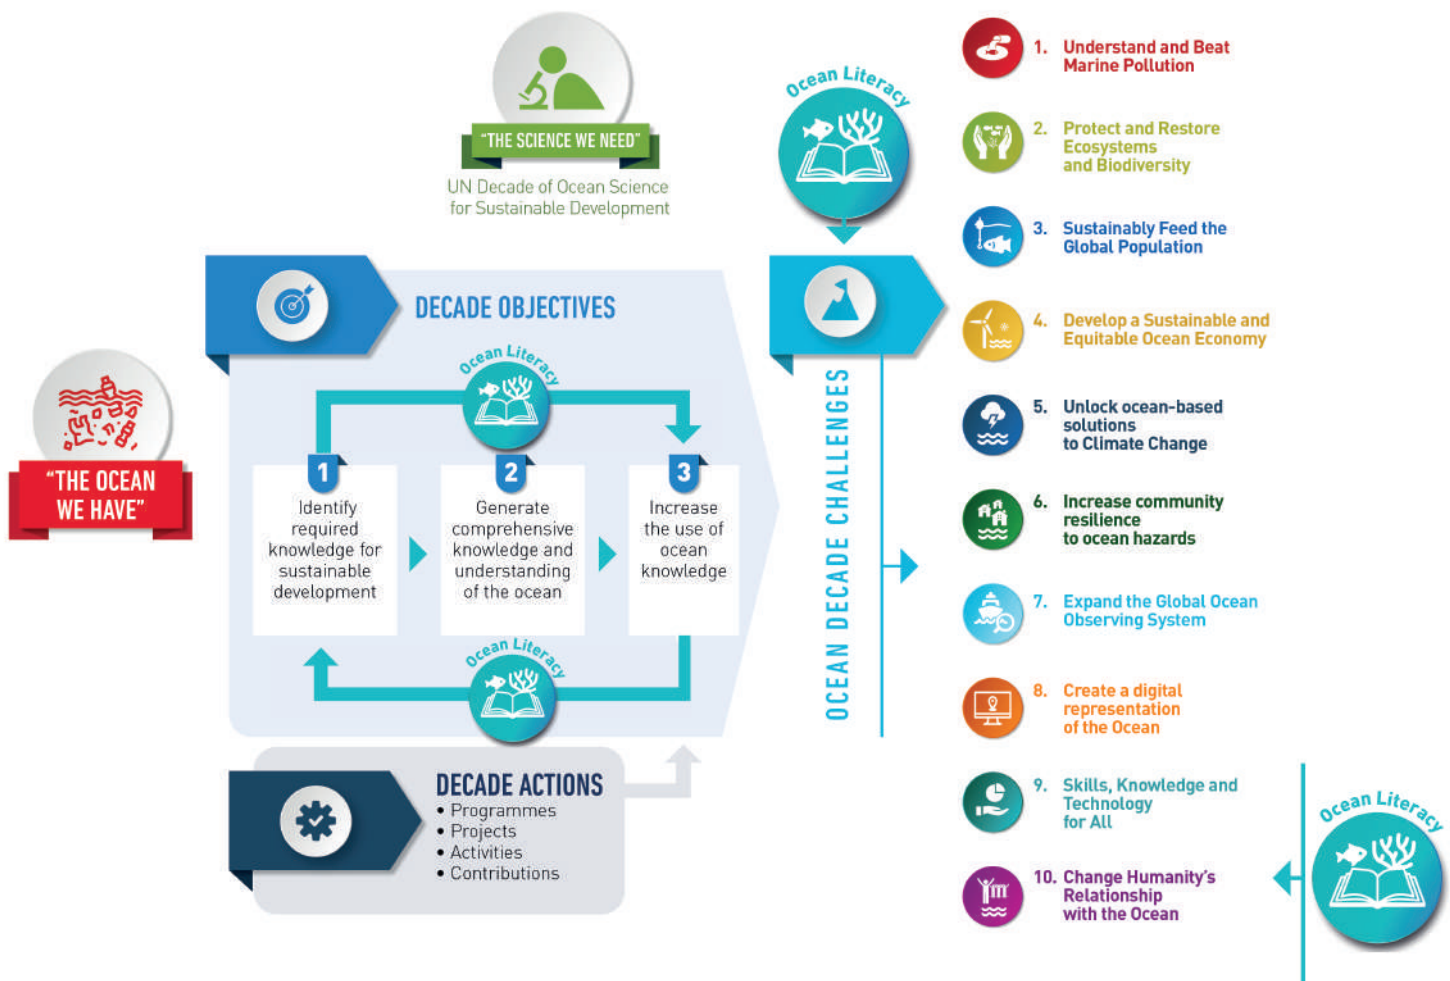 "THE SCIENCE WE NEED"
UN Decade of Ocean Science
for Sustainable Development
"THE OCEAN
WE HAVE"
DECADE OBJECTIVES
Ocean Literacy
1
Identify
required
knowledge for
sustainable
development
2
Generate
comprehensive
knowledge and
understanding
of the ocean
3
Increase
the use of
ocean
knowledge
Ocean Literacy
DECADE ACTIONS
• Programmes
• Projects
• Activities
• Contributions
Ocean Literacy
OCEAN DECADE CHALLENGES
1. Understand and Beat
Marine Pollution
2. Protect and Restore
Ecosystems
and Biodiversity
3. Sustainably Feed the
Global Population
4. Develop a Sustainable and
Equitable Ocean Economy
5. Unlock ocean-based
solutions
to Climate Change
6. Increase community
resilience
to ocean hazards
7. Expand the Global Ocean
Observing System
8. Create a digital
representation
of the Ocean
9. Skills, Knowledge and
Technology
for All
10. Change Humanity's
Relationship
with the Ocean
Ocean Literacy